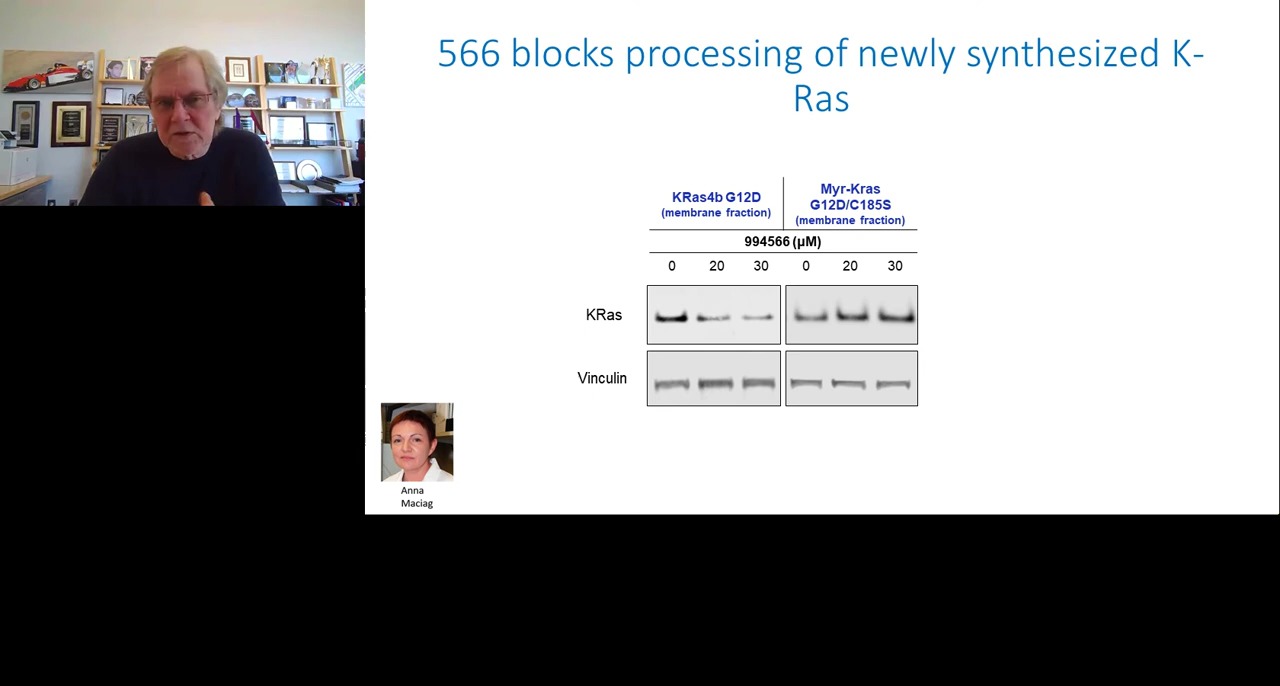 566 blocks processing of newly synthesized K-
Ras
KRas4b G12D
(membrane fraction)
Myr-Kras
G12D/C185S
(membrane fraction)
994566 (µM)
0 20 30 0 20 30
KRas
Vinculin
Anna
Maciag